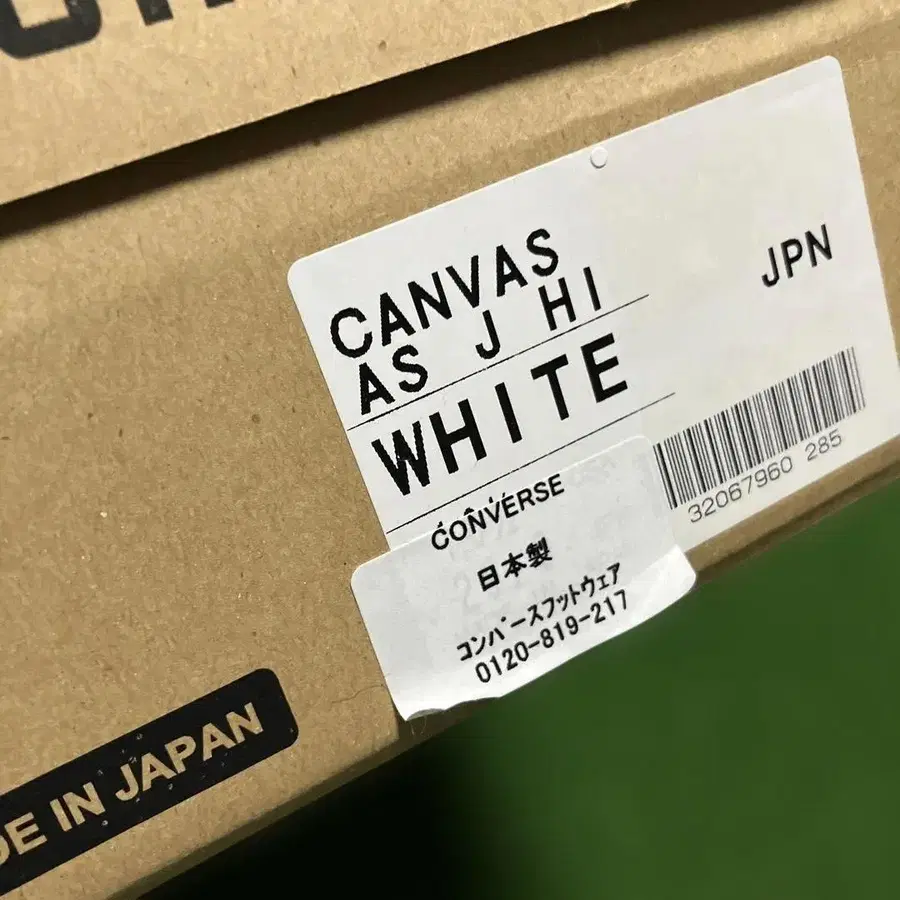 CANVAS
AS J HI
JPN
WHITE
32067960 285
CONVERSE
日本製
コンバースフットウェア
0120-819-217
DE IN JAPAN